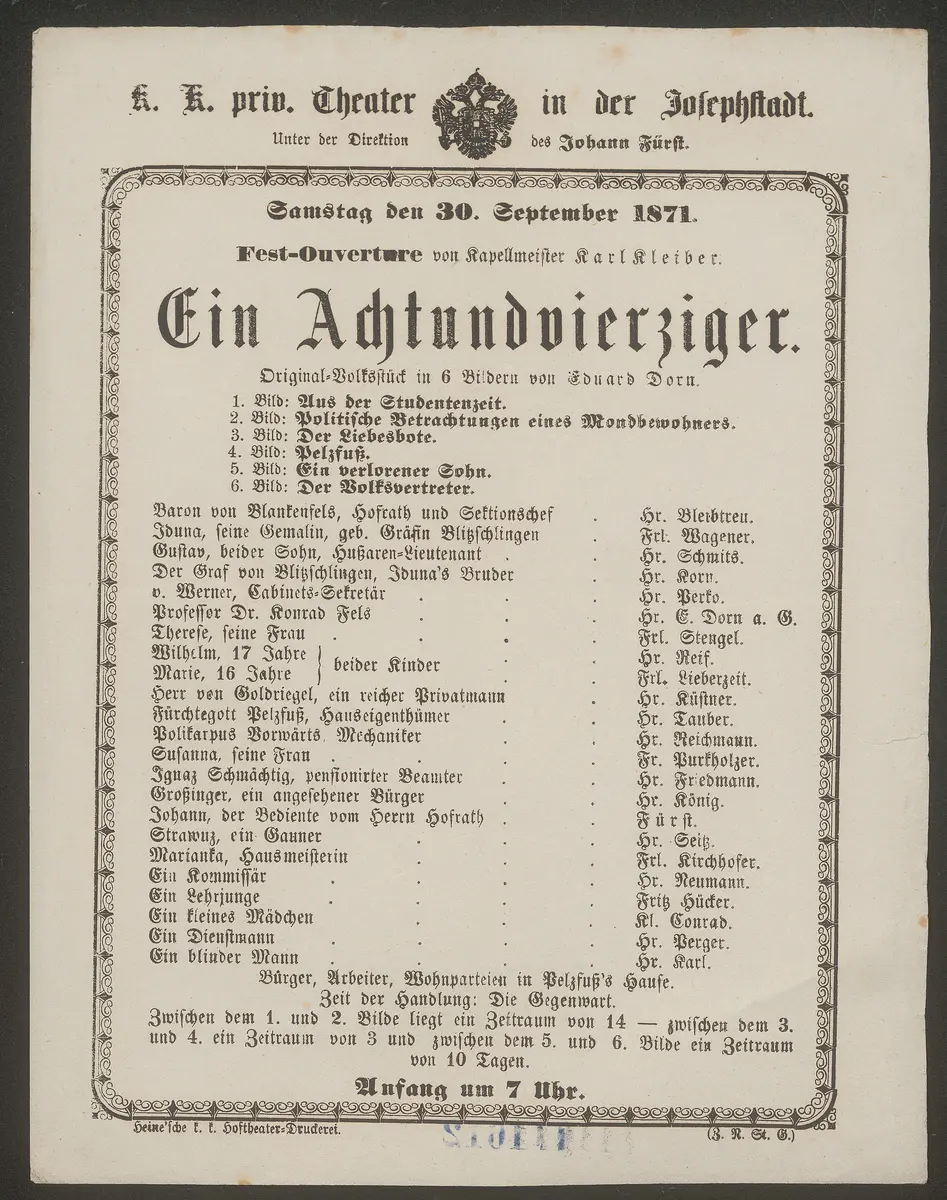 K. K. priv. Theater in der Josephstadt.
Unter der Direktion des Johann Fürst.
Samstag den 30. September 1871.
Fest-Ouverture von Kapellmeister Karl Kleiber.
Ein Achtundvierziger.
Original-Volksstück in 6 Bildern von Eduard Dorn.
1. Bild: Aus der Studentenzeit.
2. Bild: Politische Betrachtungen eines Mondbewohners.
3. Bild: Der Liebesbote.
4. Bild: Pelzfuß.
5. Bild: Ein verlorener Sohn.
6. Bild: Der Volksvertreter.
Baron von Blankenfels, Hofrath und Sektionschef . Hr. Bleibtreu.
Iduna, seine Gemalin, geb. Gräfin Blitzschlingen . Frl. Wagener.
Gustav, beider Sohn, Hußaren-Lieutenant . . Hr. Schmits.
Der Graf von Blitzschlingen, Iduna's Bruder . Hr. Korn.
v. Werner, Cabinets-Sekretär . . . Hr. Perko.
Professor Dr. Konrad Fels . . . Hr. E. Dorn a. G.
Therese, seine Frau . . . . Frl. Stengel.
Wilhelm, 17 Jahre } beider Kinder . . Hr. Reif.
Marie, 16 Jahre Frl. Lieberzeit.
Herr von Goldriegel, ein reicher Privatmann . Hr. Küstner.
Fürchtegott Pelzfuß, Hauseigenthümer . . Hr. Tauber.
Polikarpus Vorwärts, Mechaniker . . Hr. Reichmann.
Susanna, seine Frau . . . . Fr. Purkholzer.
Ignaz Schmächtig, pensionirter Beamter . . Hr. Friedmann.
Großinger, ein angesehener Bürger . . Hr. König.
Johann, der Bediente vom Herrn Hofrath . . Fürst.
Strawuz, ein Gauner . . . Hr. Seitz.
Marianka, Hausmeisterin . . . Frl. Kirchhofer.
Ein Kommissär . . . . Hr. Neumann.
Ein Lehrjunge . . . . Fritz Hücker.
Ein kleines Mädchen . . . Kl. Conrad.
Ein Dienstmann . . . . Hr. Perger.
Ein blinder Mann . . . . Hr. Karl.
Bürger, Arbeiter, Wohnparteien in Pelzfuß's Hause.
Zeit der Handlung: Die Gegenwart.
Zwischen dem 1. und 2. Bilde liegt ein Zeitraum von 14 — zwischen dem 3.
und 4. ein Zeitraum von 3 und zwischen dem 5. und 6. Bilde ein Zeitraum
von 10 Tagen.
Anfang um 7 Uhr.
Heine'sche k. k. Hoftheater-Druckerei. (Z. N. St. G.)